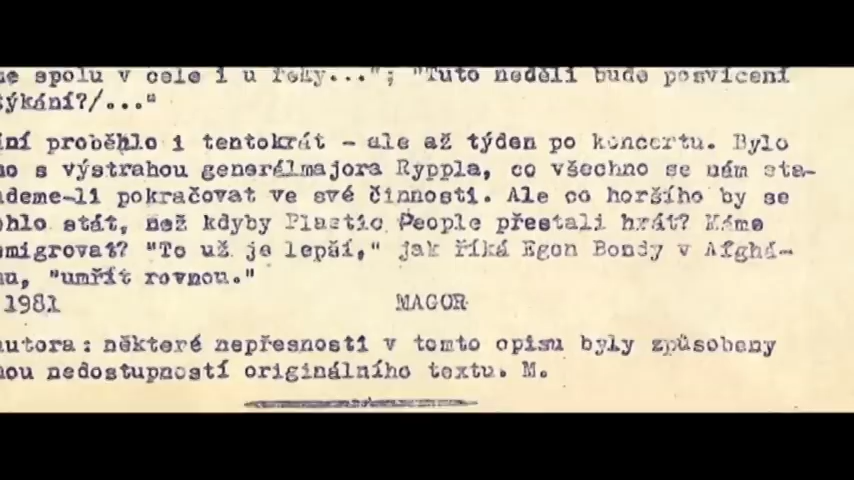 me spolu v cele i u řeky..."; "Tuto neděli bude posvícení
týkání?/..."
ní proběhlo i tentokrát - ale až týden po koncertu. Bylo
no s výstrahou generálmajora Ryppla, co všechno se nám sta-
deme-li pokračovat ve své činnosti. Ale co horšího by se
ohlo stát, než kdyby Plastic People přestali hrát? Máme
emigrovat? "To už je lepší," jak říká Egon Bondy v Afghá-
nu, "umřít rovnou."
1981 MAGOR
autora: některé nepřesnosti v tomto opisu byly způsobeny
nou nedostupností originálního textu. M.